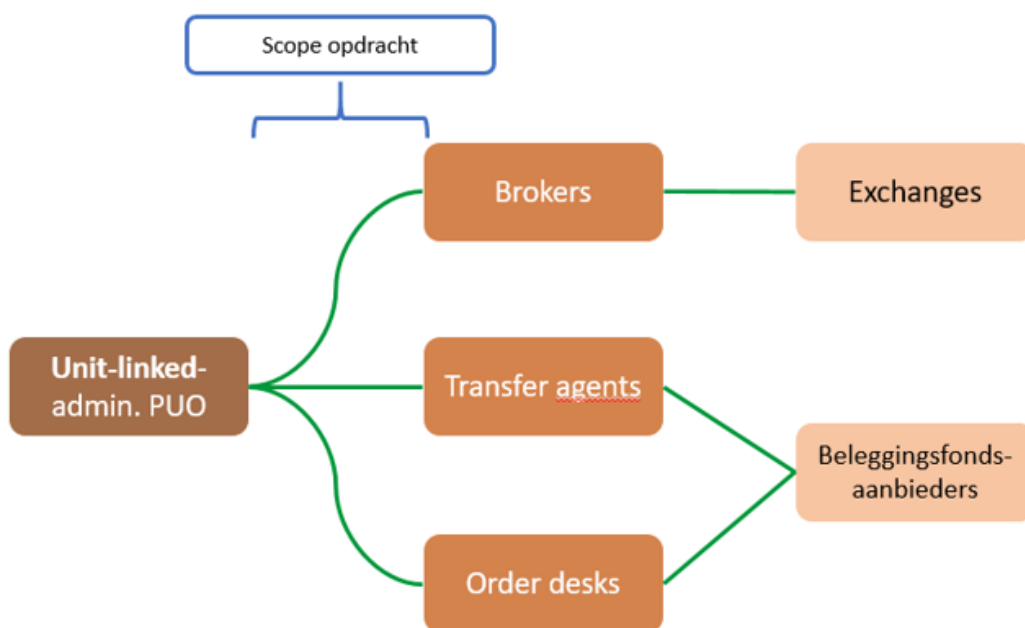 Scope opdracht
Brokers
Exchanges
Unit-linked-
admin. PUO
Transfer agents
Beleggingsfonds-
aanbieders
Order desks